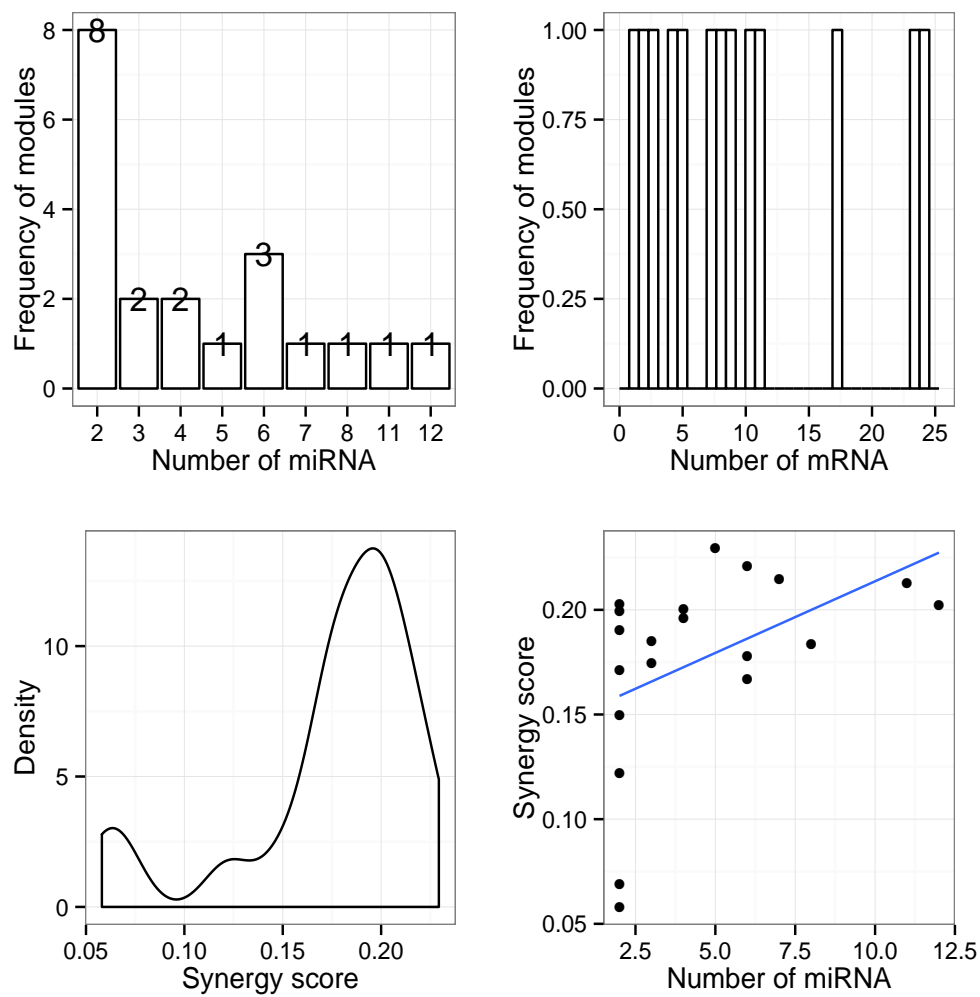 Frequency of modules
8
6
4
2
0
8
2
2
1
3
1
1
1
1
2 3 4 5 6 7 8 11 12
Number of miRNA
Frequency of modules
1.00
0.75
0.50
0.25
0.00
0 5 10 15 20 25
Number of mRNA
Density
10
5
0
0.05 0.10 0.15 0.20
Synergy score
Synergy score
0.20
0.15
0.10
0.05
2.5 5.0 7.5 10.0 12.5
Number of miRNA